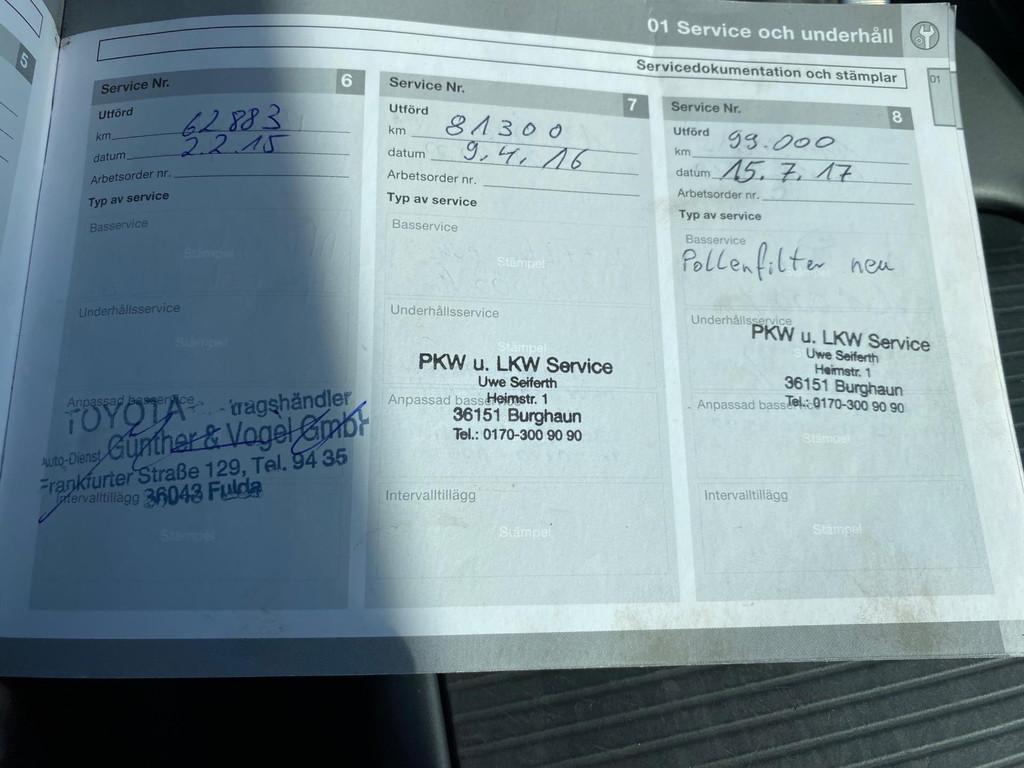 01 Service och underhåll
Servicedokumentation och stämplar
01
5
Service Nr. 6
Utförd
km 62883
datum 2.2.15
Arbetsorder nr.
Typ av service
Basservice
Stämpel
Underhållsservice
Stämpel
Anpassad basservice
TOYOTA - tragshändler
Auto-Dienst Günther & Vogel GmbH
Frankfurter Straße 129, Tel. 94 35
Intervalltillägg 36043 Fulda
Stämpel
Service Nr. 7
Utförd
km 81300
datum 9.4.16
Arbetsorder nr.
Typ av service
Basservice
Stämpel
Underhållsservice
Stämpel
PKW u. LKW Service
Uwe Seiferth
Anpassad basservice Heimstr. 1
36151 Burghaun
Tel.: 0170-300 90 90
Intervalltillägg
Stämpel
Service Nr. 8
Utförd
km 99.000
datum 15.7.17
Arbetsorder nr.
Typ av service
Basservice
Pollenfilter neu
Underhållsservice
PKW u. LKW Service
Uwe Seiferth
Heimstr. 1
36151 Burghaun
Anpassad basservice Tel.: 0170-300 90 90
Stämpel
Intervalltillägg
Stämpel